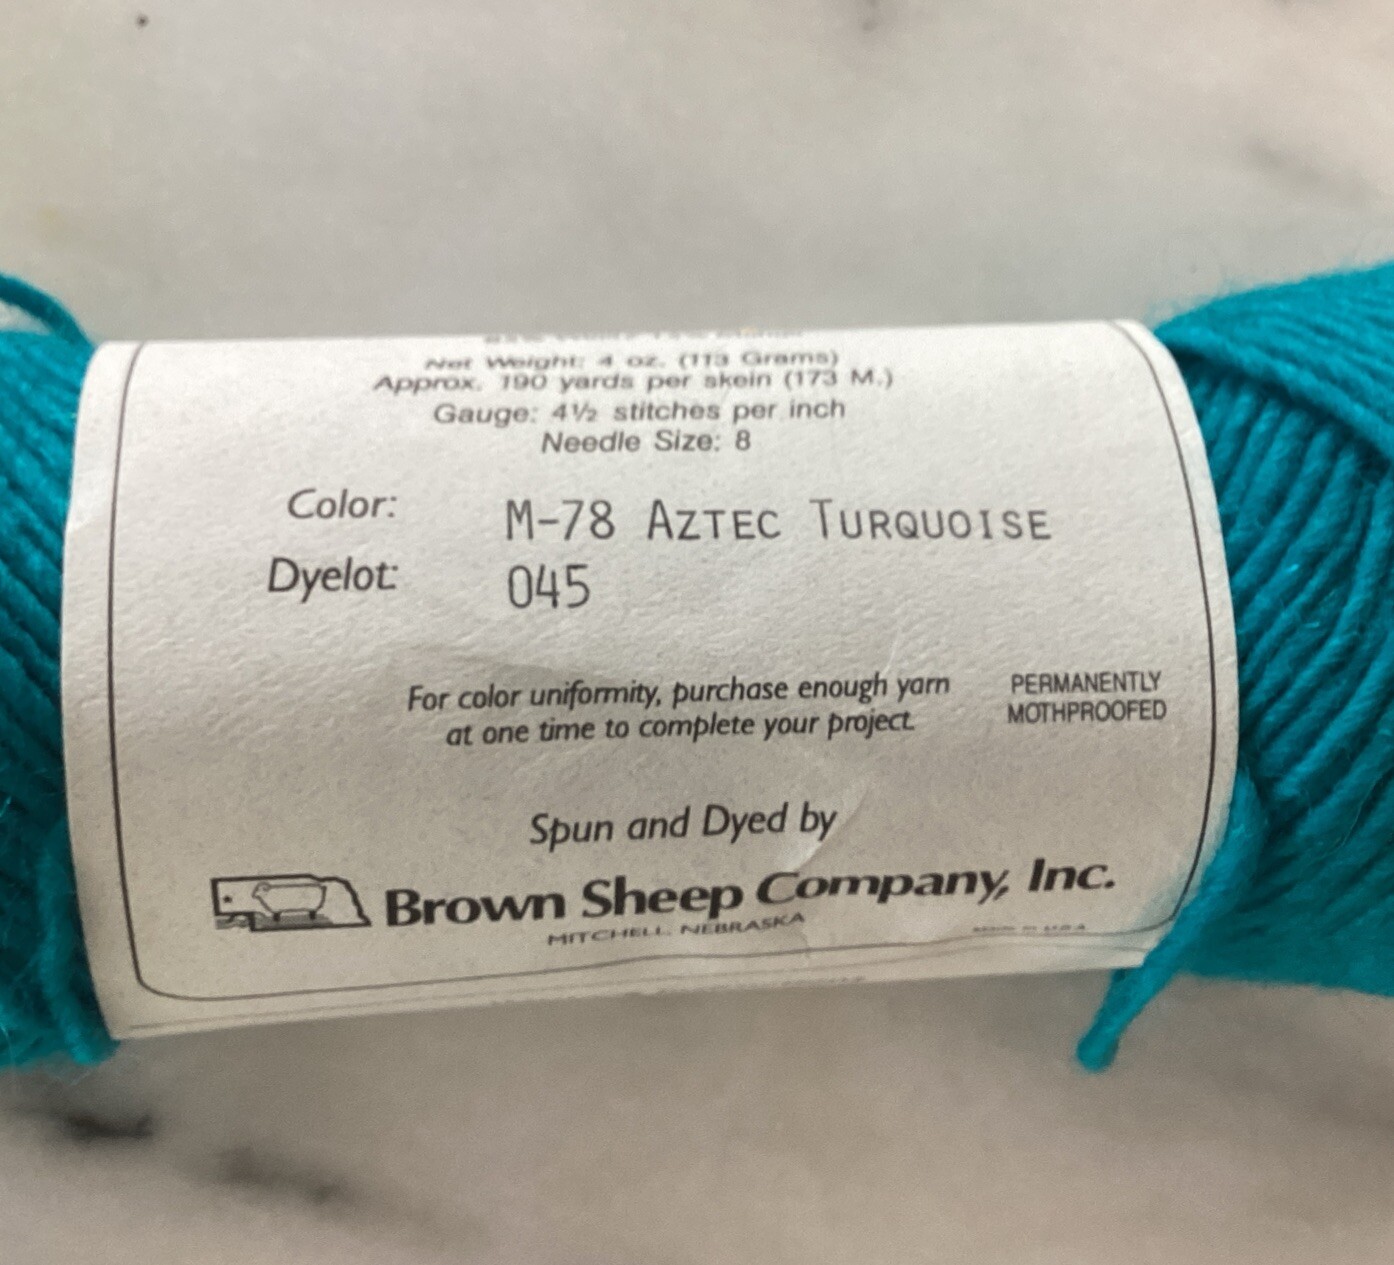 Net Weight: 4 oz. (113 Grams)
Approx. 190 yards per skein (173 M.)
Gauge: 4½ stitches per inch
Needle Size: 8
Color: M-78 AZTEC TURQUOISE
Dyelot: 045
For color uniformity, purchase enough yarn
at one time to complete your project.
PERMANENTLY
MOTHPROOFED
Spun and Dyed by
Brown Sheep Company, Inc.
MITCHELL, NEBRASKA
MADE IN U.S.A.